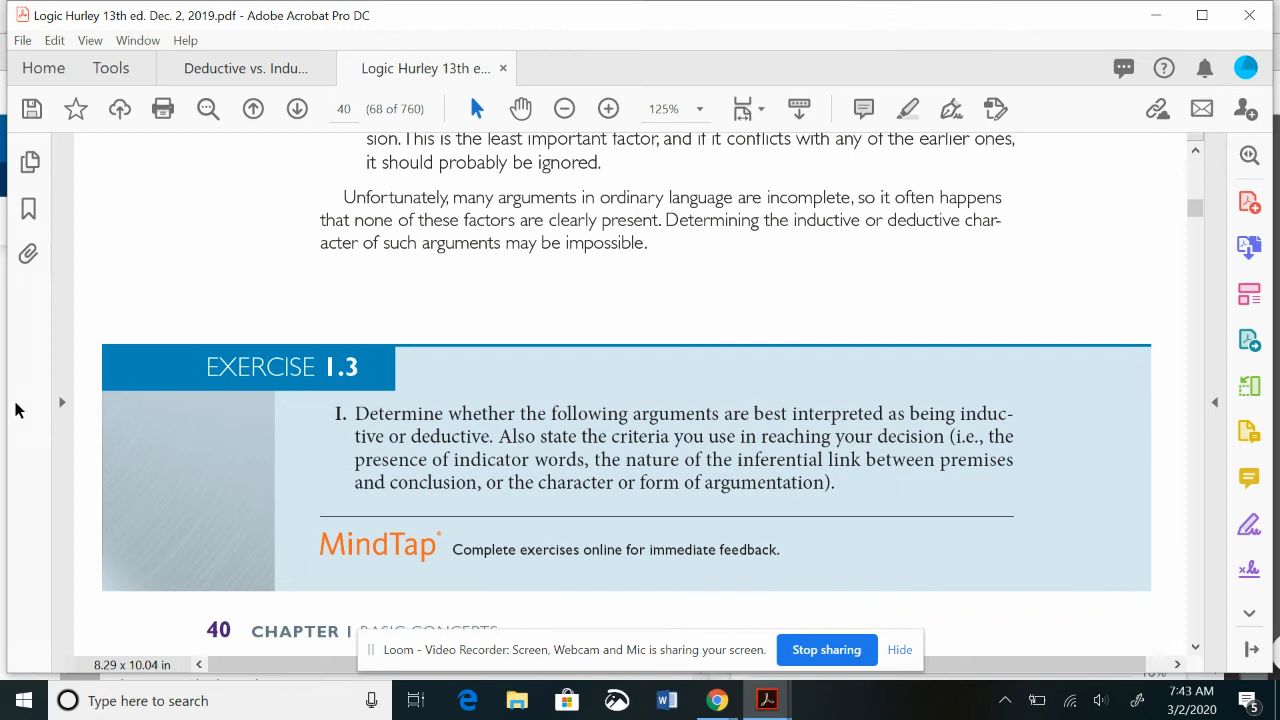 Logic Hurley 13th ed. Dec. 2, 2019.pdf - Adobe Acrobat Pro DC
File Edit View Window Help
Home Tools Deductive vs. Indu... Logic Hurley 13th e... ×
40 (68 of 760) 125%
sion. This is the least important factor, and if it conflicts with any of the earlier ones,
it should probably be ignored.
Unfortunately, many arguments in ordinary language are incomplete, so it often happens
that none of these factors are clearly present. Determining the inductive or deductive char-
acter of such arguments may be impossible.
EXERCISE 1.3
I. Determine whether the following arguments are best interpreted as being induc-
tive or deductive. Also state the criteria you use in reaching your decision (i.e., the
presence of indicator words, the nature of the inferential link between premises
and conclusion, or the character or form of argumentation).
MindTap® Complete exercises online for immediate feedback.
40 CHAPTER 1 BASIC CONCEPTS
Loom - Video Recorder: Screen, Webcam and Mic is sharing your screen. Stop sharing Hide
8.29 x 10.04 in
Type here to search
7:43 AM
3/2/2020
5